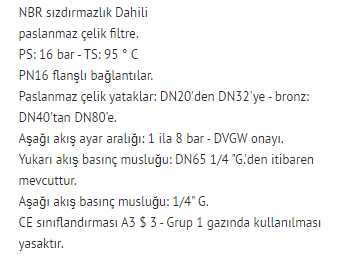 NBR sızdırmazlık Dahili
paslanmaz çelik filtre.
PS: 16 bar - TS: 95 ° C
PN16 flanşlı bağlantılar.
Paslanmaz çelik yataklar: DN20'den DN32'ye - bronz:
DN40'tan DN80'e.
Aşağı akış ayar aralığı: 1 ila 8 bar - DVGW onayı.
Yukarı akış basınç musluğu: DN65 1/4 "G.'den itibaren
mevcuttur.
Aşağı akış basınç musluğu: 1/4" G.
CE sınıflandırması A3 $ 3 - Grup 1 gazında kullanılması
yasaktır.